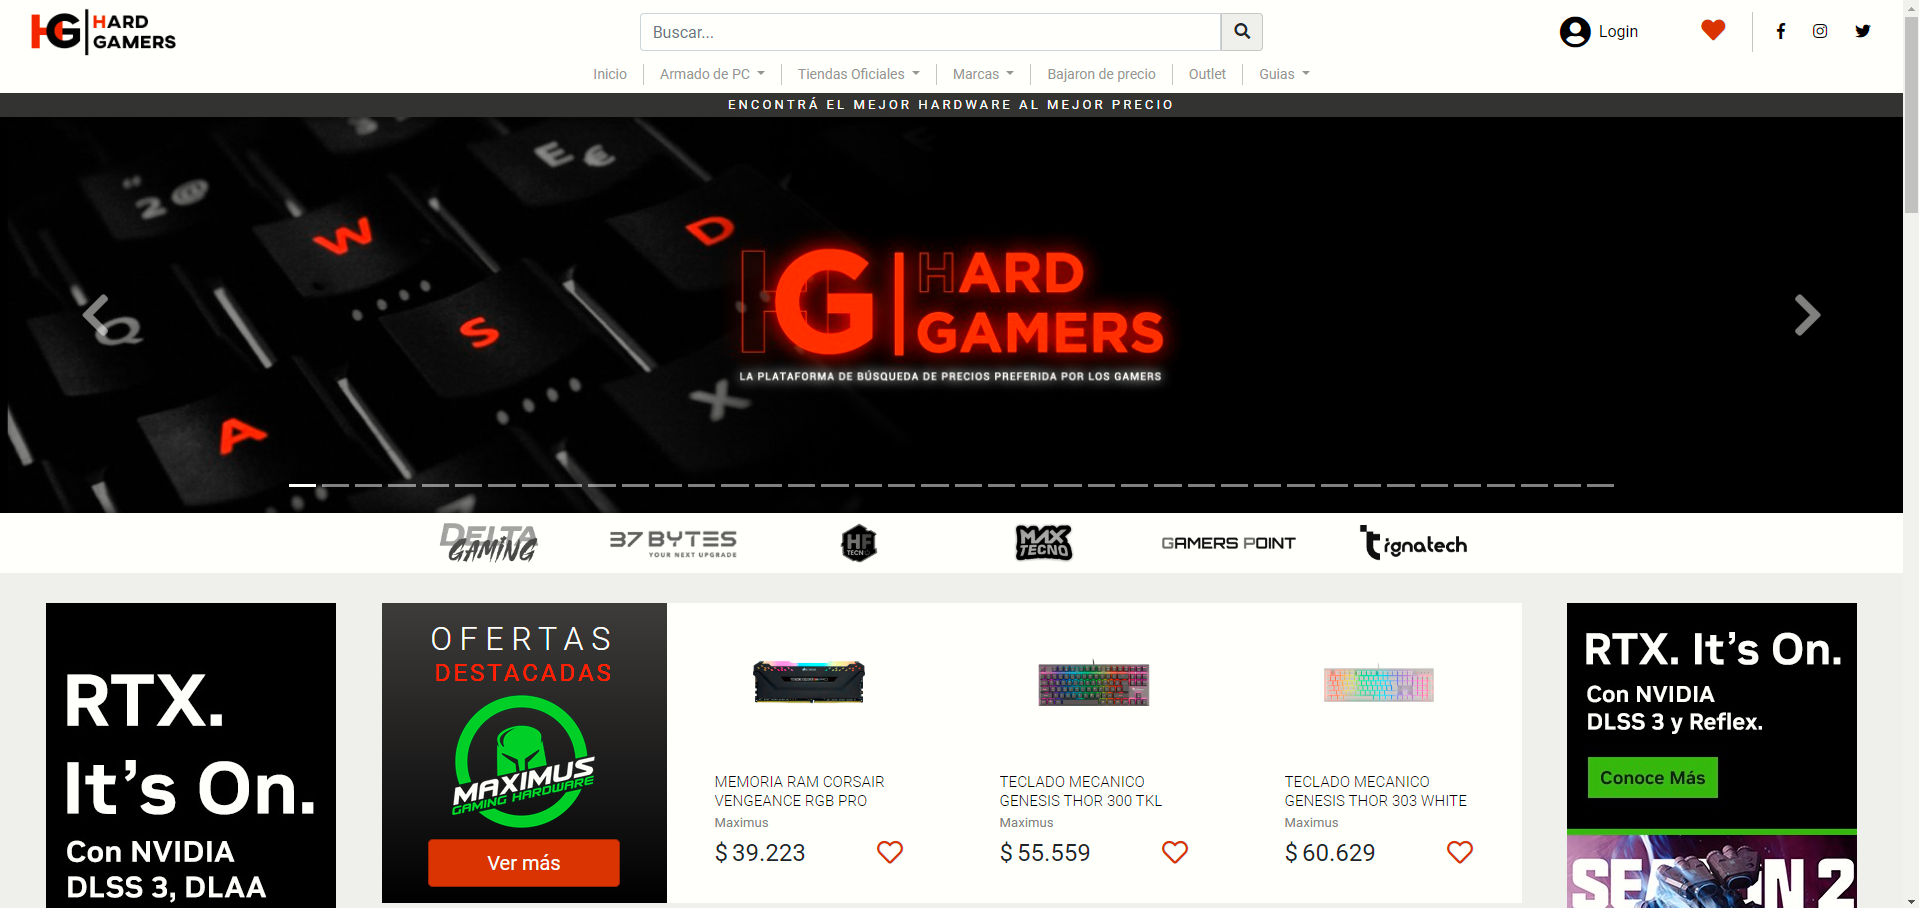 HG HARD
GAMERS
Buscar...
Login
Inicio
Armado de PC
Tiendas Oficiales
Marcas
Bajaron de precio
Outlet
Guias
ENCONTRÁ EL MEJOR HARDWARE AL MEJOR PRECIO
2@
E €
W
D
Q
S
A
X
HG HARD
GAMERS
LA PLATAFORMA DE BÚSQUEDA DE PRECIOS PREFERIDA POR LOS GAMERS
DELTA
GAMING
37 BYTES
YOUR NEXT UPGRADE
HF
TECNO
MAX
TECNO
GAMERS POINT
ignatech
RTX.
It's On.
Con NVIDIA
DLSS 3, DLAA
OFERTAS
DESTACADAS
MAXIMUS
GAMING HARDWARE
Ver más
MEMORIA RAM CORSAIR
VENGEANCE RGB PRO
Maximus
$ 39.223
TECLADO MECANICO
GENESIS THOR 300 TKL
Maximus
$ 55.559
TECLADO MECANICO
GENESIS THOR 303 WHITE
Maximus
$ 60.629
RTX. It's On.
Con NVIDIA
DLSS 3 y Reflex.
Conoce Más
SEASON 2